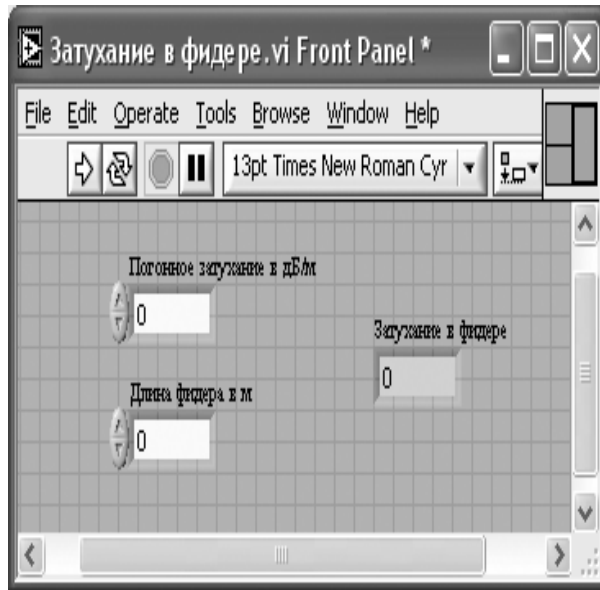 Затухание в фидере.vi Front Panel *
File Edit Operate Tools Browse Window Help
13pt Times New Roman Cyr
Погонное затухание в дБ/м
0
Затухание в фидере
0
Длина фидера в м
0